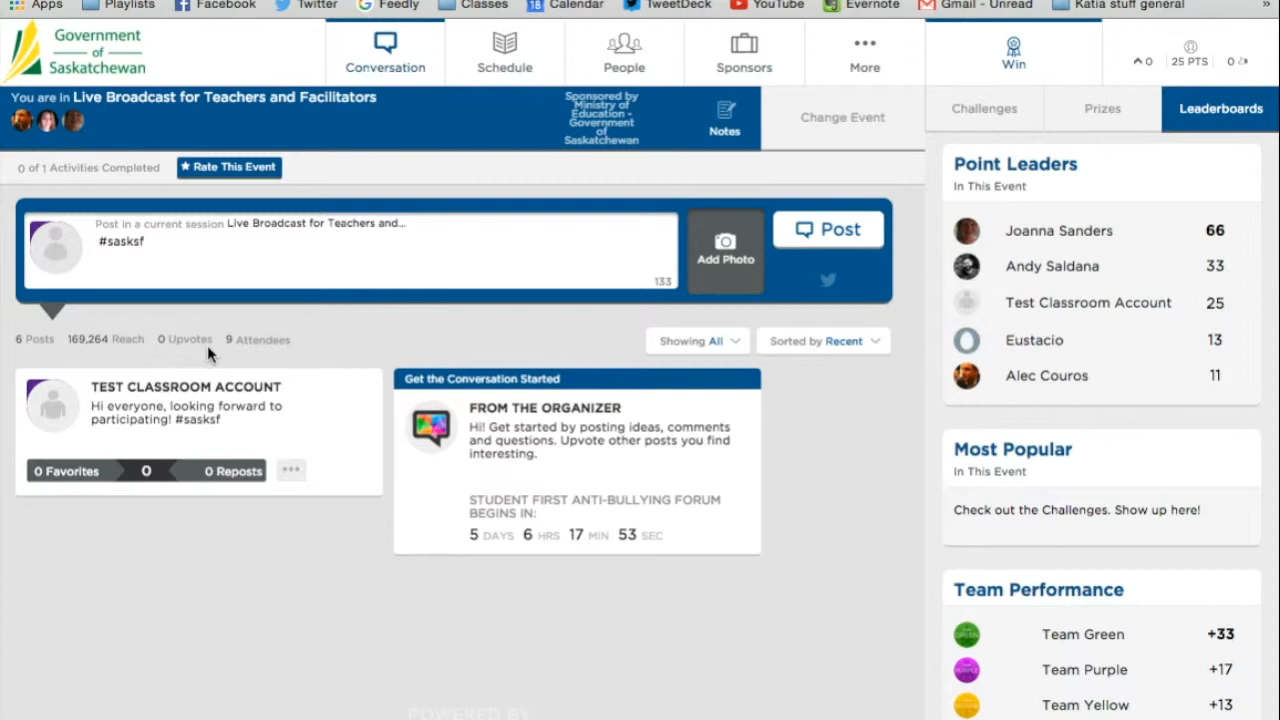 Apps Playlists Facebook Twitter Feedly Classes 18 Calendar TweetDeck YouTube Evernote Gmail - Unread Katia stuff general »
Government
of
Saskatchewan
Conversation
Schedule
People
Sponsors
More
Win
0
25 PTS
0
You are in Live Broadcast for Teachers and Facilitators
Sponsored by
Ministry of
Education -
Government
of
Saskatchewan
Notes
Change Event
Challenges
Prizes
Leaderboards
0 of 1 Activities Completed
Rate This Event
Post in a current session Live Broadcast for Teachers and...
#sasksf
133
Add Photo
Post
6 Posts 169,264 Reach 0 Upvotes 9 Attendees
Showing All
Sorted by Recent
TEST CLASSROOM ACCOUNT
Hi everyone, looking forward to
participating! #sasksf
0 Favorites 0 0 Reposts
Get the Conversation Started
FROM THE ORGANIZER
Hi! Get started by posting ideas, comments
and questions. Upvote other posts you find
interesting.
STUDENT FIRST ANTI-BULLYING FORUM
BEGINS IN:
5 DAYS 6 HRS 17 MIN 53 SEC
Point Leaders
In This Event
Joanna Sanders 66
Andy Saldana 33
Test Classroom Account 25
Eustacio 13
Alec Couros 11
Most Popular
In This Event
Check out the Challenges. Show up here!
Team Performance
Team Green +33
Team Purple +17
Team Yellow +13
POWERED BY